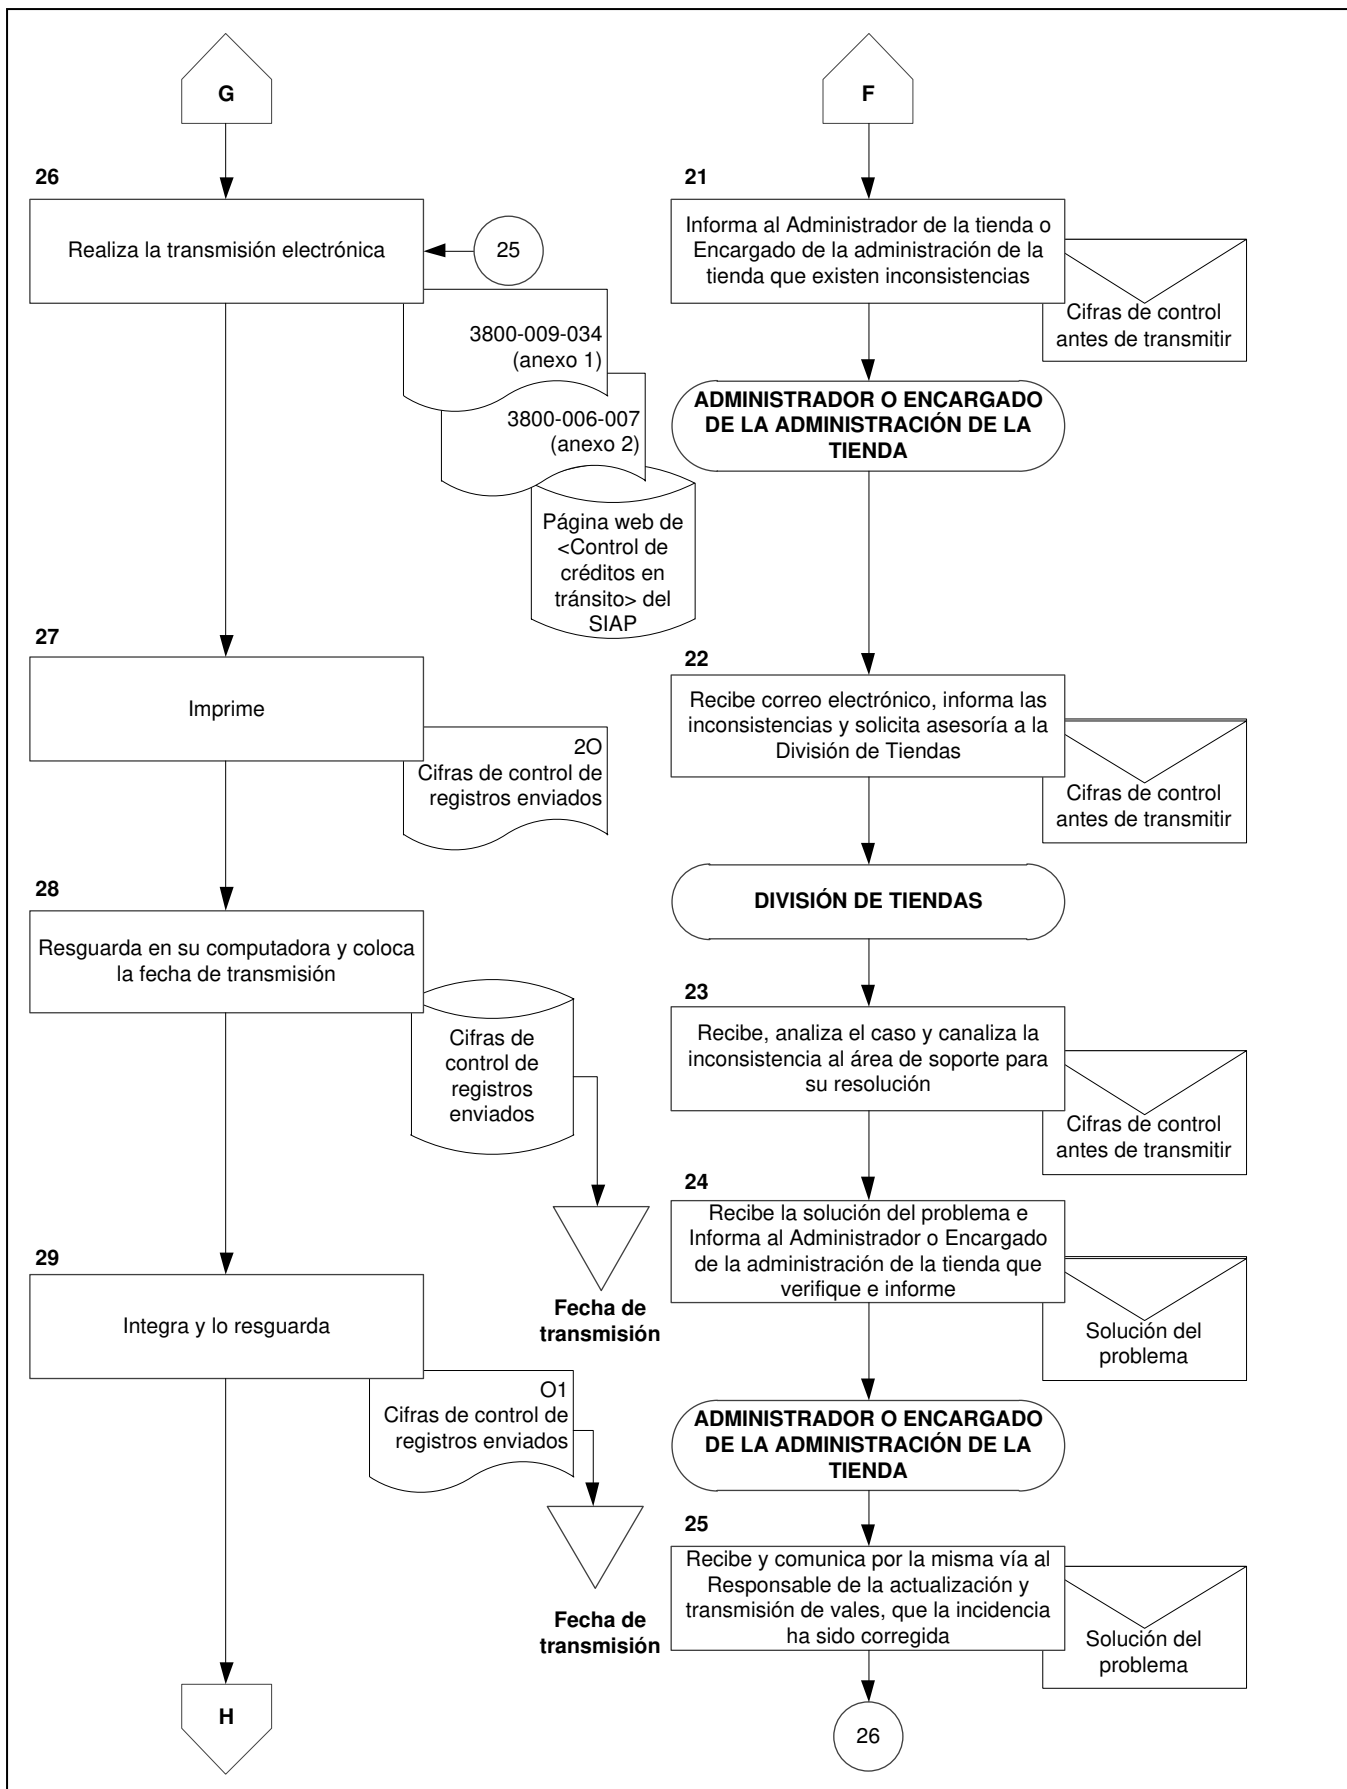 G
26
Realiza la transmisión electrónica
25
3800-009-034
(anexo 1)
3800-006-007
(anexo 2)
Página web de
<Control de
créditos en
tránsito> del
SIAP
27
Imprime
2O
Cifras de control de
registros enviados
28
Resguarda en su computadora y coloca
la fecha de transmisión
Cifras de
control de
registros
enviados
Fecha de
transmisión
29
Integra y lo resguarda
O1
Cifras de control de
registros enviados
Fecha de
transmisión
H
F
21
Informa al Administrador de la tienda o
Encargado de la administración de la
tienda que existen inconsistencias
Cifras de control
antes de transmitir
ADMINISTRADOR O ENCARGADO
DE LA ADMINISTRACIÓN DE LA
TIENDA
22
Recibe correo electrónico, informa las
inconsistencias y solicita asesoría a la
División de Tiendas
Cifras de control
antes de transmitir
DIVISIÓN DE TIENDAS
23
Recibe, analiza el caso y canaliza la
inconsistencia al área de soporte para
su resolución
Cifras de control
antes de transmitir
24
Recibe la solución del problema e
Informa al Administrador o Encargado
de la administración de la tienda que
verifique e informe
Solución del
problema
ADMINISTRADOR O ENCARGADO
DE LA ADMINISTRACIÓN DE LA
TIENDA
25
Recibe y comunica por la misma vía al
Responsable de la actualización y
transmisión de vales, que la incidencia
ha sido corregida
Solución del
problema
26